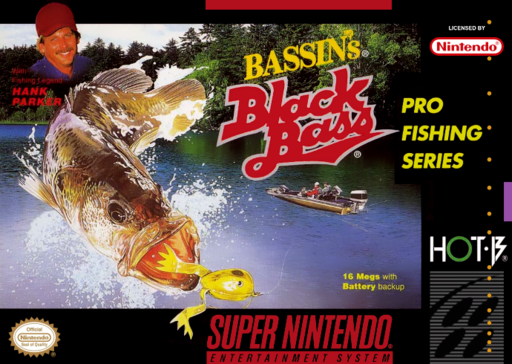 LICENSED BY
Nintendo®
BASSIN's®
Black
Bass®
With
Fishing Legend
HANK
PARKER
PRO
FISHING
SERIES
HOT·B®
16 Megs with
Battery backup
Official
Nintendo
Seal of Quality
SUPER NINTENDO®
ENTERTAINMENT SYSTEM